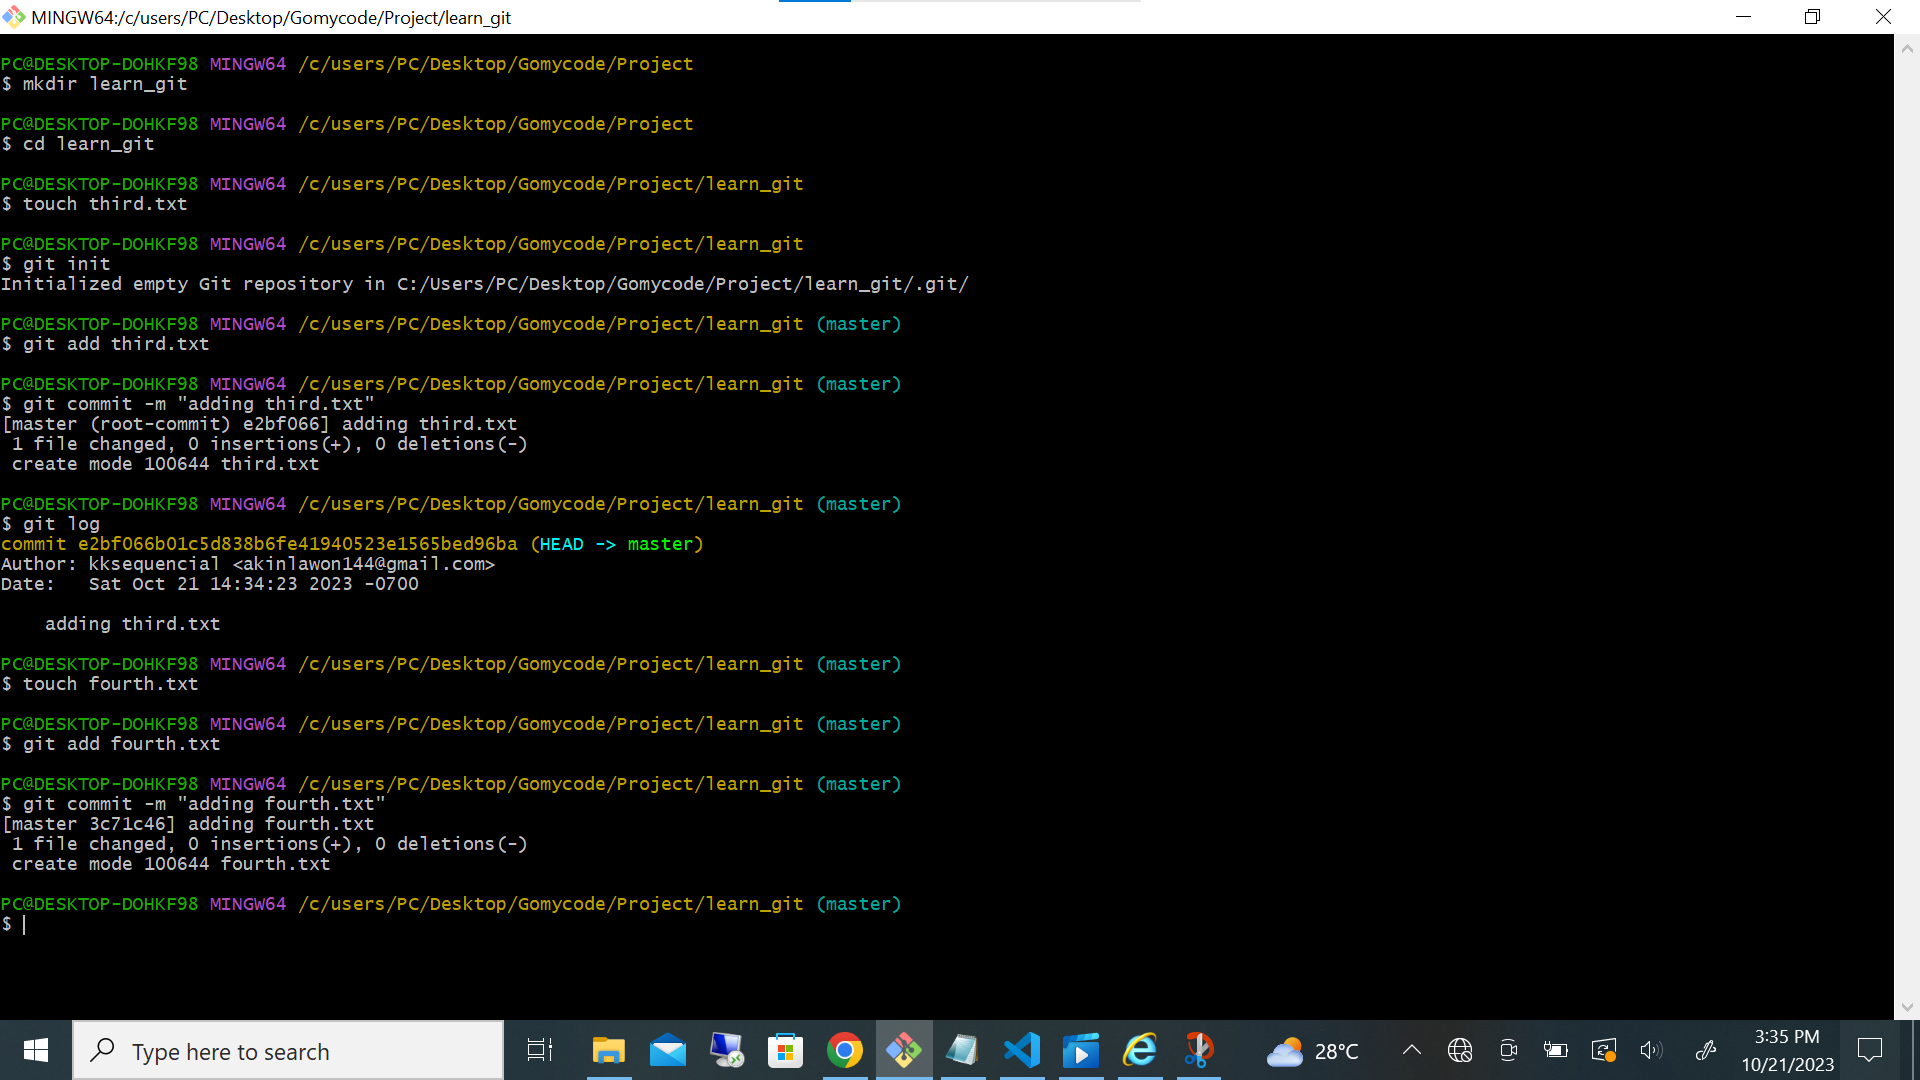 MINGW64:/c/users/PC/Desktop/Gomycode/Project/learn_git
PC@DESKTOP-DOHKF98 MINGW64 /c/users/PC/Desktop/Gomycode/Project
$ mkdir learn_git
PC@DESKTOP-DOHKF98 MINGW64 /c/users/PC/Desktop/Gomycode/Project
$ cd learn_git
PC@DESKTOP-DOHKF98 MINGW64 /c/users/PC/Desktop/Gomycode/Project/learn_git
$ touch third.txt
PC@DESKTOP-DOHKF98 MINGW64 /c/users/PC/Desktop/Gomycode/Project/learn_git
$ git init
Initialized empty Git repository in C:/Users/PC/Desktop/Gomycode/Project/learn_git/.git/
PC@DESKTOP-DOHKF98 MINGW64 /c/users/PC/Desktop/Gomycode/Project/learn_git (master)
$ git add third.txt
PC@DESKTOP-DOHKF98 MINGW64 /c/users/PC/Desktop/Gomycode/Project/learn_git (master)
$ git commit -m "adding third.txt"
[master (root-commit) e2bf066] adding third.txt
1 file changed, 0 insertions(+), 0 deletions(-)
create mode 100644 third.txt
PC@DESKTOP-DOHKF98 MINGW64 /c/users/PC/Desktop/Gomycode/Project/learn_git (master)
$ git log
commit e2bf066b01c5d838b6fe41940523e1565bed96ba (HEAD -> master)
Author: kksequencial <akinlawon144@gmail.com>
Date:   Sat Oct 21 14:34:23 2023 -0700
adding third.txt
PC@DESKTOP-DOHKF98 MINGW64 /c/users/PC/Desktop/Gomycode/Project/learn_git (master)
$ touch fourth.txt
PC@DESKTOP-DOHKF98 MINGW64 /c/users/PC/Desktop/Gomycode/Project/learn_git (master)
$ git add fourth.txt
PC@DESKTOP-DOHKF98 MINGW64 /c/users/PC/Desktop/Gomycode/Project/learn_git (master)
$ git commit -m "adding fourth.txt"
[master 3c71c46] adding fourth.txt
1 file changed, 0 insertions(+), 0 deletions(-)
create mode 100644 fourth.txt
PC@DESKTOP-DOHKF98 MINGW64 /c/users/PC/Desktop/Gomycode/Project/learn_git (master)
$
Type here to search
28°C
3:35 PM
10/21/2023